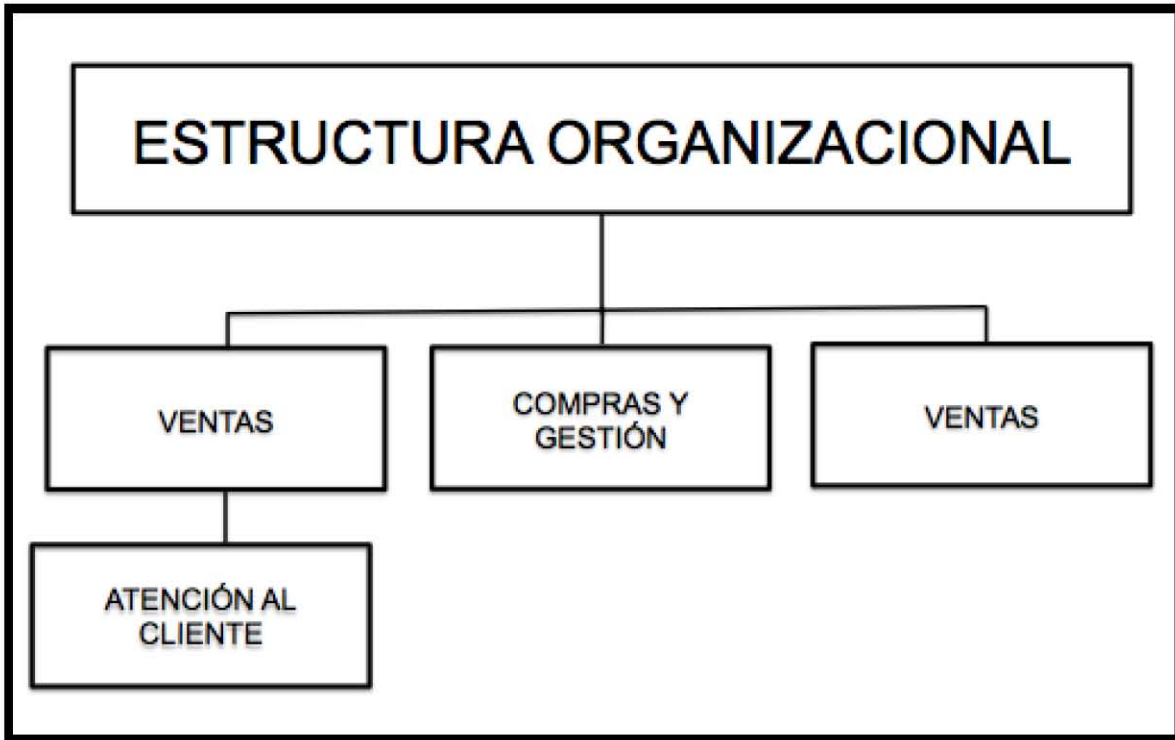 ESTRUCTURA ORGANIZACIONAL
VENTAS
COMPRAS Y
GESTIÓN
VENTAS
ATENCIÓN AL
CLIENTE